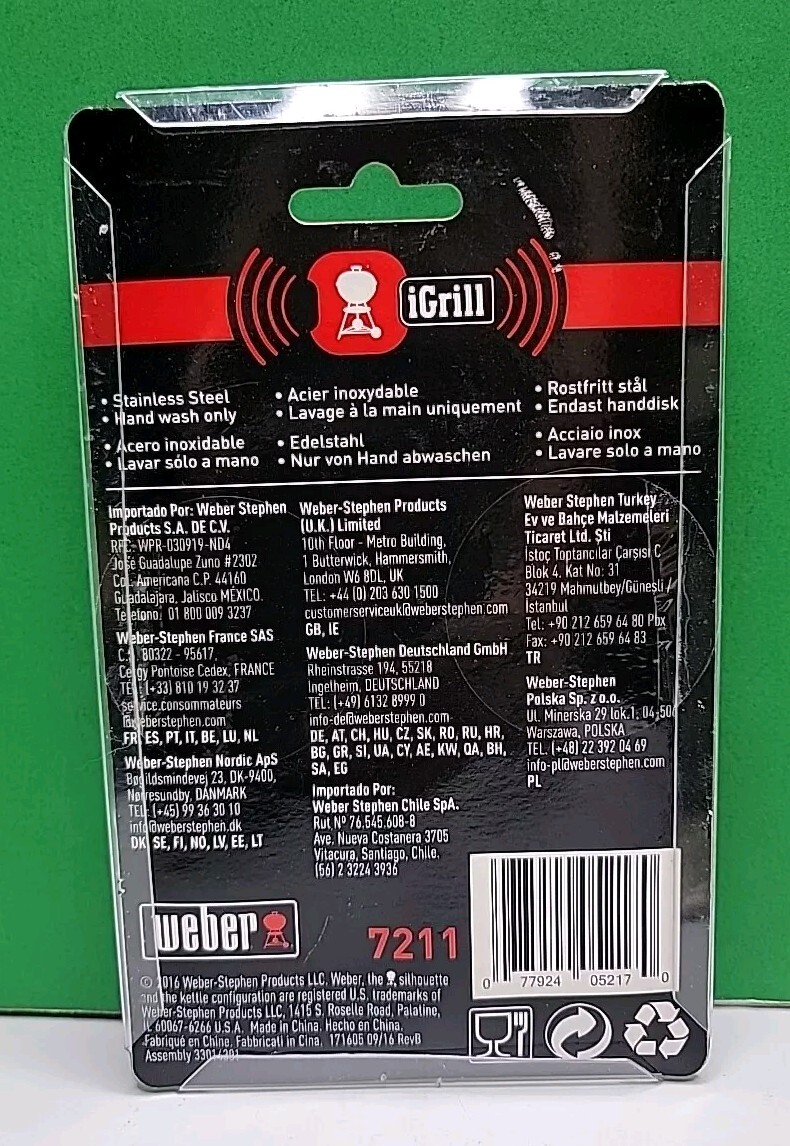 iGrill
• Stainless Steel
• Hand wash only
• Acier inoxydable
• Lavage à la main uniquement
• Rostfritt stål
• Endast handdisk
• Acero inoxidable
• Lavar sólo a mano
• Edelstahl
• Nur von Hand abwaschen
• Acciaio inox
• Lavare solo a mano
Importado Por: Weber Stephen
Products S.A. DE C.V.
RFC: WPR-030919-ND4
José Guadalupe Zuno #2302
Col. Americana C.P. 44160
Guadalajara, Jalisco MÉXICO.
Telefono: 01 800 009 3237
Weber-Stephen France SAS
C.S. 80322 - 95617,
Cergy Pontoise Cedex, FRANCE
TEL: (+33) 810 19 32 37
service.consommateurs
@weberstephen.com
FR, ES, PT, IT, BE, LU, NL
Weber-Stephen Nordic ApS
Bøgildsmindevej 23, DK-9400,
Nørresundby, DANMARK
TEL: (+45) 99 36 30 10
info@weberstephen.dk
DK, SE, FI, NO, LV, EE, LT
Weber-Stephen Products
(U.K.) Limited
10th Floor - Metro Building,
1 Butterwick, Hammersmith,
London W6 8DL, UK
TEL: +44 (0) 203 630 1500
customerserviceuk@weberstephen.com
GB, IE
Weber-Stephen Deutschland GmbH
Rheinstrasse 194, 55218
Ingelheim, DEUTSCHLAND
TEL: (+49) 6132 8999 0
info-de@weberstephen.com
DE, AT, CH, HU, CZ, SK, RO, RU, HR,
BG, GR, SI, UA, CY, AE, KW, QA, BH,
SA, EG
Importado Por:
Weber Stephen Chile SpA.
Rut Nº 76.545.608-8
Ave. Nueva Costanera 3705
Vitacura, Santiago, Chile.
(56) 2 3224 3936
Weber Stephen Turkey
Ev ve Bahçe Malzemeleri
Ticaret Ltd. Şti
İstoç Toptancılar Çarşısı C
Blok 4. Kat No: 31
34219 Mahmutbey/Güneşli /
İstanbul
Tel: +90 212 659 64 80 Pbx
Fax: +90 212 659 64 83
TR
Weber-Stephen
Polska Sp. z o.o.
Ul. Minerska 29 lok.1, 04-506
Warszawa, POLSKA
TEL. (+48) 22 392 04 69
info-pl@weberstephen.com
PL
weber
7211
0 77924 05217 0
© 2016 Weber-Stephen Products LLC. Weber, the silhouette
and the kettle configuration are registered U.S. trademarks of
Weber-Stephen Products LLC, 1415 S. Roselle Road, Palatine,
IL 60067-6266 U.S.A. Made in China. Hecho en China.
Fabriqué en Chine. Fabbricati in Cina. 171605 09/16 RevB
Assembly